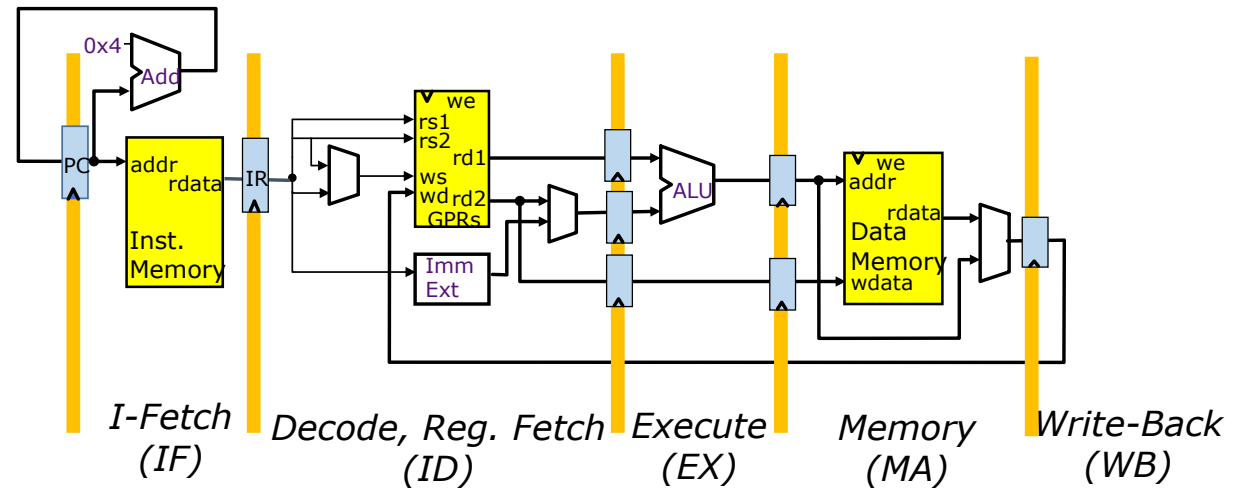 0x4
Add
PC
addr
rdata
Inst.
Memory
IR
we
rs1
rs2
rd1
ws
wd rd2
GPRs
Imm
Ext
ALU
we
addr
rdata
Data
Memory
wdata
I-Fetch
(IF)
Decode, Reg. Fetch
(ID)
Execute
(EX)
Memory
(MA)
Write-Back
(WB)